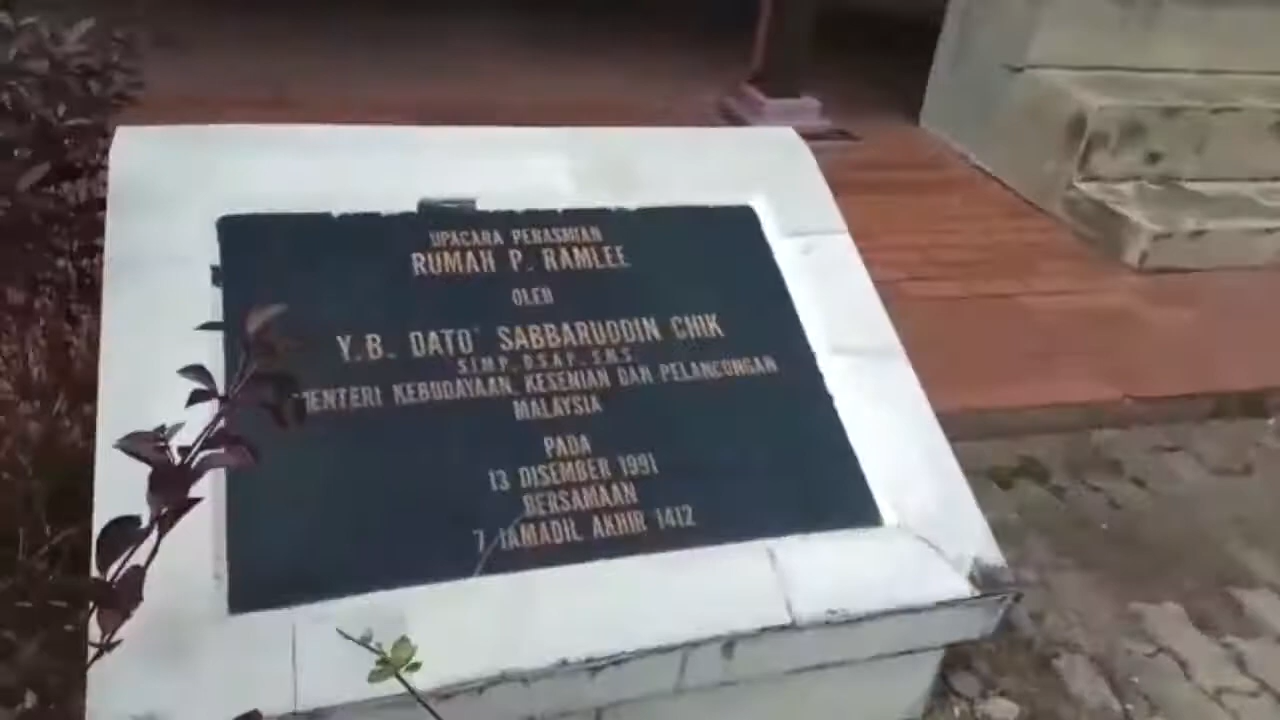 UPACARA PERASMIAN
RUMAH P. RAMLEE
OLEH
Y.B. DATO' SABBARUDDIN CHIK
S.I.M.P., D.S.A.P., S.M.S.
MENTERI KEBUDAYAAN, KESENIAN DAN PELANCONGAN
MALAYSIA
PADA
13 DISEMBER 1991
BERSAMAAN
7 JAMADIL AKHIR 1412